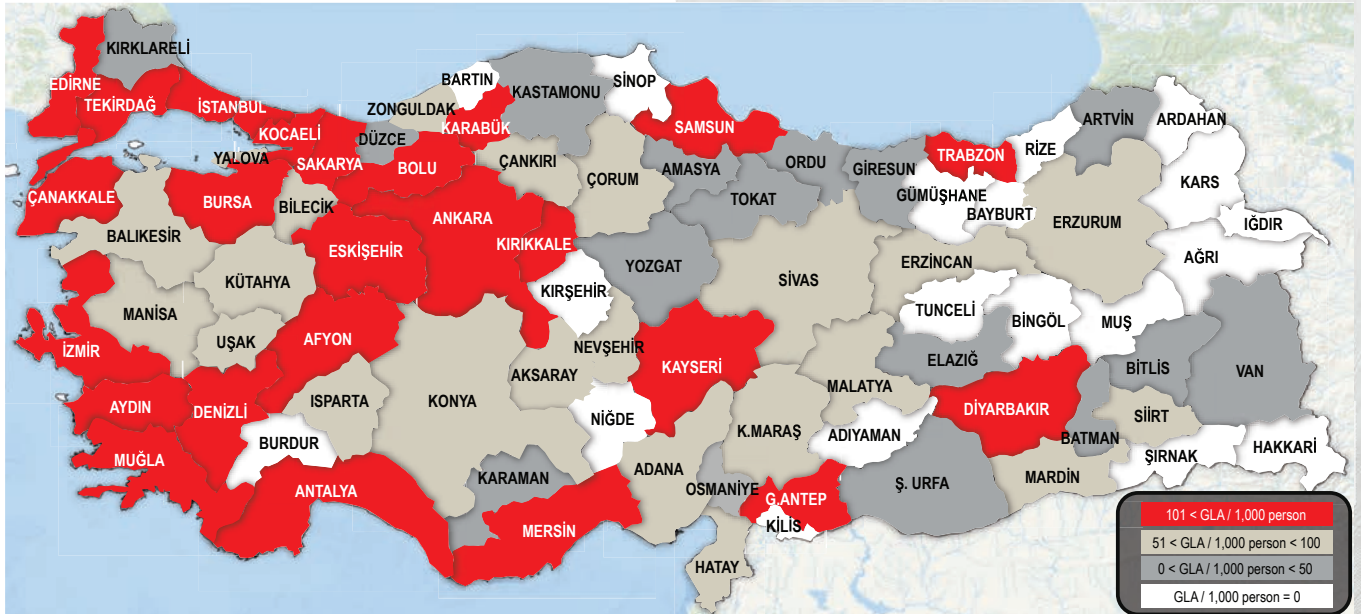 KIRKLARELİ
EDİRNE
TEKİRDAĞ
İSTANBUL
KOCAELİ
YALOVA
SAKARYA
DÜZCE
BOLU
ZONGULDAK
BARTIN
KARABÜK
KASTAMONU
SİNOP
ÇANKIRI
ÇORUM
SAMSUN
AMASYA
TOKAT
ORDU
GİRESUN
TRABZON
GÜMÜŞHANE
BAYBURT
RİZE
ARTVİN
ARDAHAN
KARS
IĞDIR
AĞRI
ERZURUM
ERZİNCAN
ÇANAKKALE
BALIKESİR
BURSA
BİLECİK
ESKİŞEHİR
ANKARA
KIRIKKALE
KIRŞEHİR
YOZGAT
SİVAS
TUNCELİ
BİNGÖL
MUŞ
BİTLİS
VAN
KÜTAHYA
MANİSA
UŞAK
AFYON
İZMİR
AYDIN
DENİZLİ
ISPARTA
BURDUR
MUĞLA
ANTALYA
KONYA
AKSARAY
NEVŞEHİR
KAYSERİ
NİĞDE
KARAMAN
MERSİN
ADANA
OSMANİYE
HATAY
K.MARAŞ
MALATYA
ELAZIĞ
ADIYAMAN
G.ANTEP
KİLİS
Ş. URFA
DİYARBAKIR
BATMAN
SİİRT
MARDİN
ŞIRNAK
HAKKARİ
101 < GLA / 1,000 person
51 < GLA / 1,000 person < 100
0 < GLA / 1,000 person < 50
GLA / 1,000 person = 0